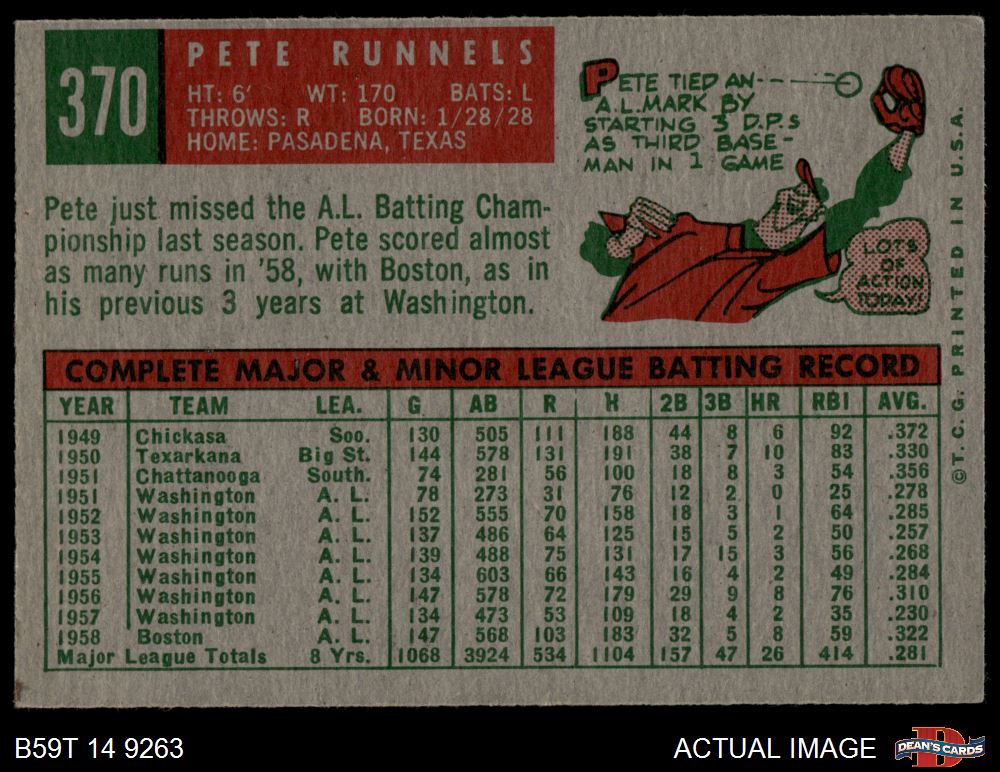 370
PETE RUNNELS
HT: 6' WT: 170 BATS: L
THROWS: R BORN: 1/28/28
HOME: PASADENA, TEXAS
Pete just missed the A.L. Batting Cham-
pionship last season. Pete scored almost
as many runs in '58, with Boston, as in
his previous 3 years at Washington.
PETE TIED AN
A.L. MARK BY
STARTING 3 D.P.s
AS THIRD BASE-
MAN IN 1 GAME
LOTS
OF
ACTION
TODAY!
COMPLETE MAJOR & MINOR LEAGUE BATTING RECORD
YEAR TEAM LEA. G AB R H 2B 3B HR RBI AVG.
1949 Chickasa Soo. 130 505 111 188 44 8 6 92 .372
1950 Texarkana Big St. 144 578 131 191 38 7 10 83 .330
1951 Chattanooga South. 74 281 56 100 18 8 3 54 .356
1951 Washington A. L. 78 273 31 76 12 2 0 25 .278
1952 Washington A. L. 152 555 70 158 18 3 1 64 .285
1953 Washington A. L. 137 486 64 125 15 5 2 50 .257
1954 Washington A. L. 139 488 75 131 17 15 3 56 .268
1955 Washington A. L. 134 603 66 143 16 4 2 49 .284
1956 Washington A. L. 147 578 72 179 29 9 8 76 .310
1957 Washington A. L. 134 473 53 109 18 4 2 35 .230
1958 Boston A. L. 147 568 103 183 32 5 8 59 .322
Major League Totals 8 Yrs. 1068 3924 534 1104 157 47 26 414 .281
©T.C.G. PRINTED IN U.S.A.
B59T 14 9263
ACTUAL IMAGE
D
DEAN'S CARDS